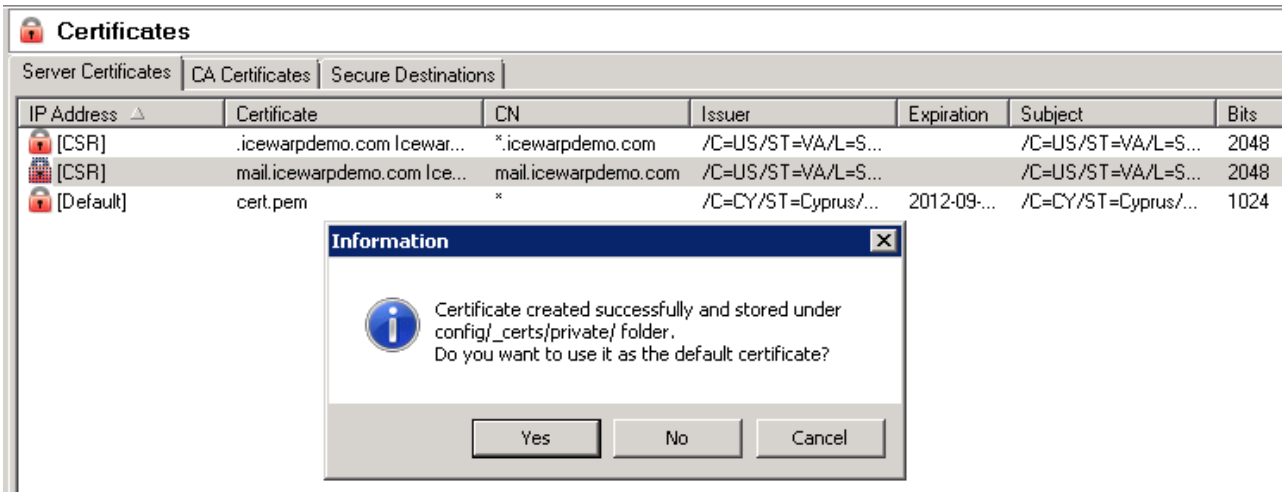 Certificates
Server Certificates CA Certificates Secure Destinations
IP Address Certificate CN Issuer Expiration Subject Bits
[CSR] .icewarpdemo.com Icewar... *.icewarpdemo.com /C=US/ST=VA/L=S... /C=US/ST=VA/L=S... 2048
[CSR] mail.icewarpdemo.com Ice... mail.icewarpdemo.com /C=US/ST=VA/L=S... /C=US/ST=VA/L=S... 2048
[Default] cert.pem * /C=CY/ST=Cyprus/... 2012-09-... /C=CY/ST=Cyprus/... 1024
Information
Certificate created successfully and stored under
config/_certs/private/ folder.
Do you want to use it as the default certificate?
Yes No Cancel